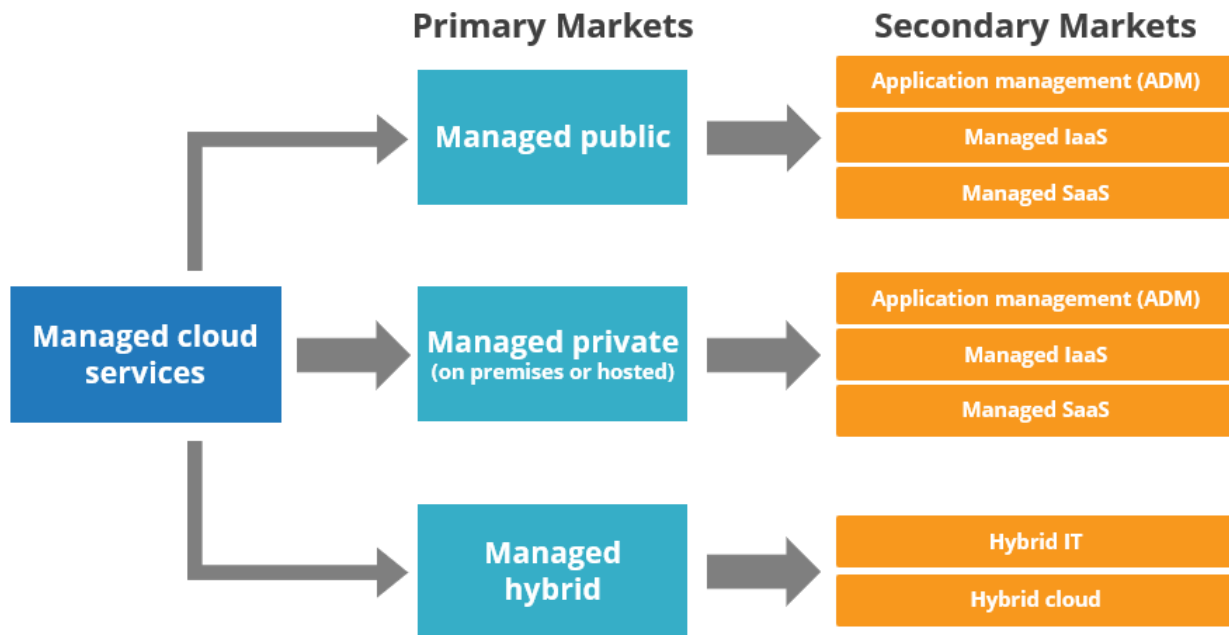 Primary Markets
Secondary Markets
Managed public
Application management (ADM)
Managed IaaS
Managed SaaS
Managed cloud
services
Managed private
(on premises or hosted)
Application management (ADM)
Managed IaaS
Managed SaaS
Managed
hybrid
Hybrid IT
Hybrid cloud